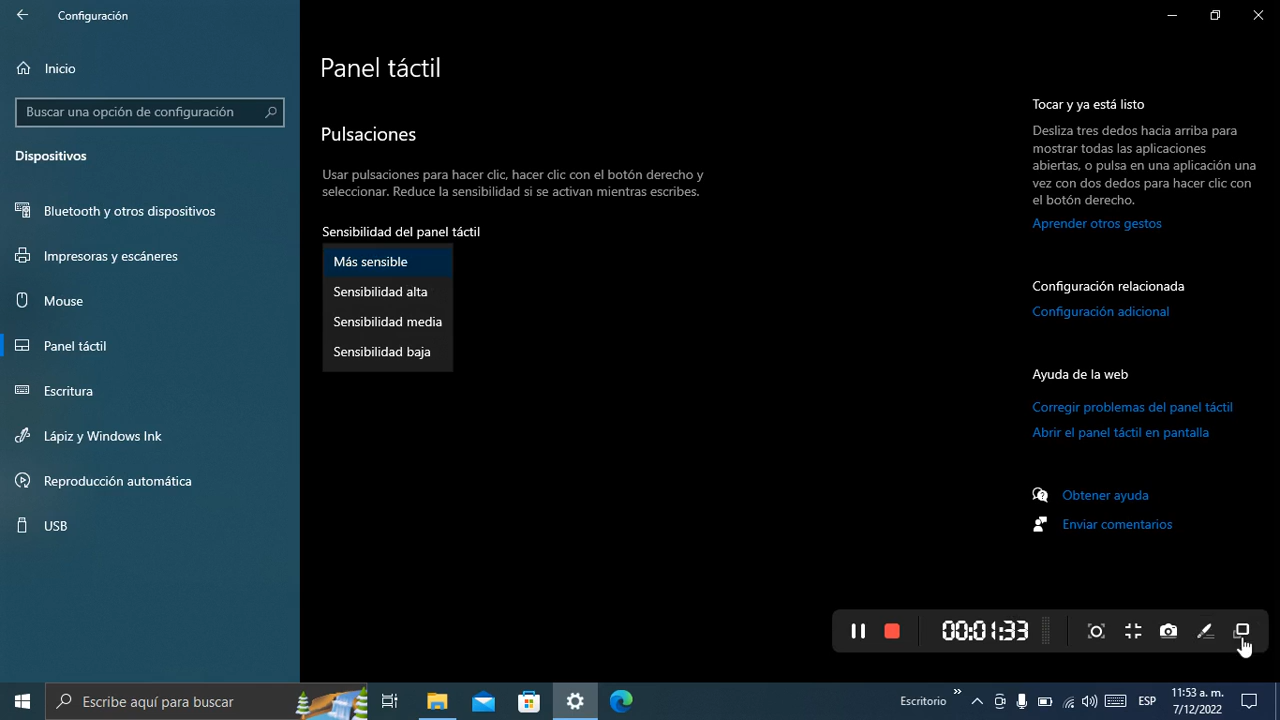 Configuración
Inicio
Buscar una opción de configuración
Dispositivos
Bluetooth y otros dispositivos
Impresoras y escáneres
Mouse
Panel táctil
Escritura
Lápiz y Windows Ink
Reproducción automática
USB
Panel táctil
Pulsaciones
Usar pulsaciones para hacer clic, hacer clic con el botón derecho y
seleccionar. Reduce la sensibilidad si se activan mientras escribes.
Sensibilidad del panel táctil
Más sensible
Sensibilidad alta
Sensibilidad media
Sensibilidad baja
Tocar y ya está listo
Desliza tres dedos hacia arriba para
mostrar todas las aplicaciones
abiertas, o pulsa en una aplicación una
vez con dos dedos para hacer clic con
el botón derecho.
Aprender otros gestos
Configuración relacionada
Configuración adicional
Ayuda de la web
Corregir problemas del panel táctil
Abrir el panel táctil en pantalla
Obtener ayuda
Enviar comentarios
00:01:33
Escribe aquí para buscar
Escritorio
ESP
11:53 a. m.
7/12/2022